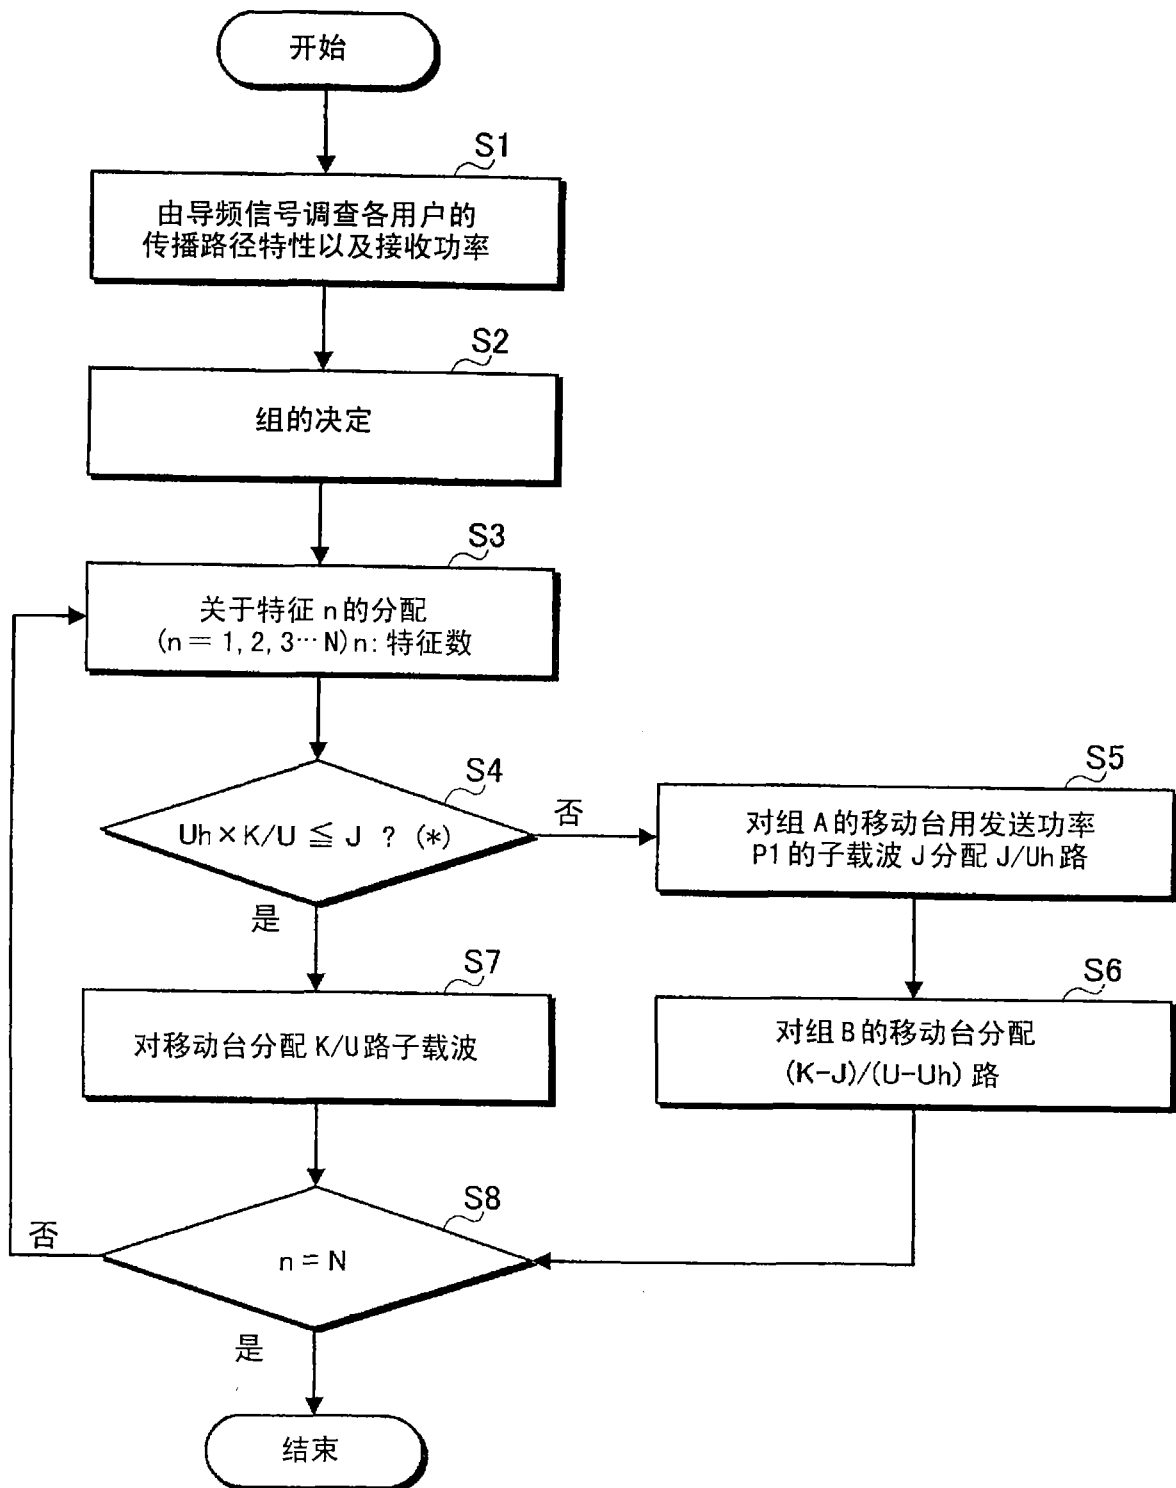 开始
S1
由导频信号调查各用户的
传播路径特性以及接收功率
S2
组的决定
S3
关于特征 n 的分配
(n = 1, 2, 3…N) n: 特征数
S4
Uh × K/U ≦ J ? (*)
否
是
S5
对组 A 的移动台用发送功率
P1 的子载波 J 分配 J/Uh 路
S6
对组 B 的移动台分配
(K-J)/(U-Uh) 路
S7
对移动台分配 K/U 路子载波
S8
n = N
否
是
结束